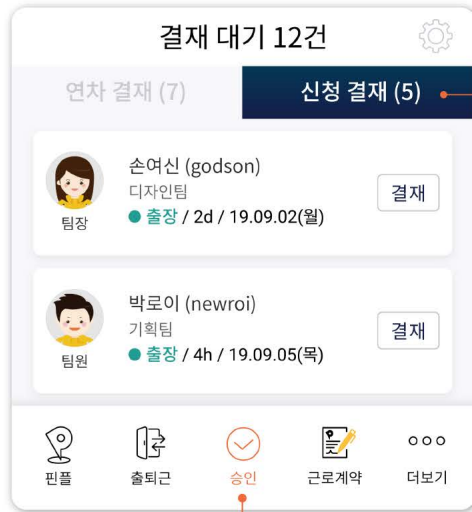 결재 대기 12건
연차 결재 (7)
신청 결재 (5)
손여신 (godson)
디자인팀
팀장
출장 / 2d / 19.09.02(월)
결재
박로이 (newroi)
기획팀
팀원
출장 / 4h / 19.09.05(목)
결재
핀플
출퇴근
승인
근로계약
더보기